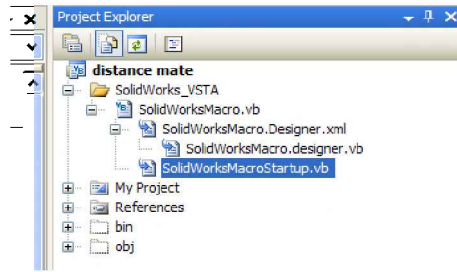 Project Explorer
distance mate
SolidWorks_VSTA
SolidWorksMacro.vb
SolidWorksMacro.Designer.xml
SolidWorksMacro.designer.vb
SolidWorksMacroStartup.vb
My Project
References
bin
obj